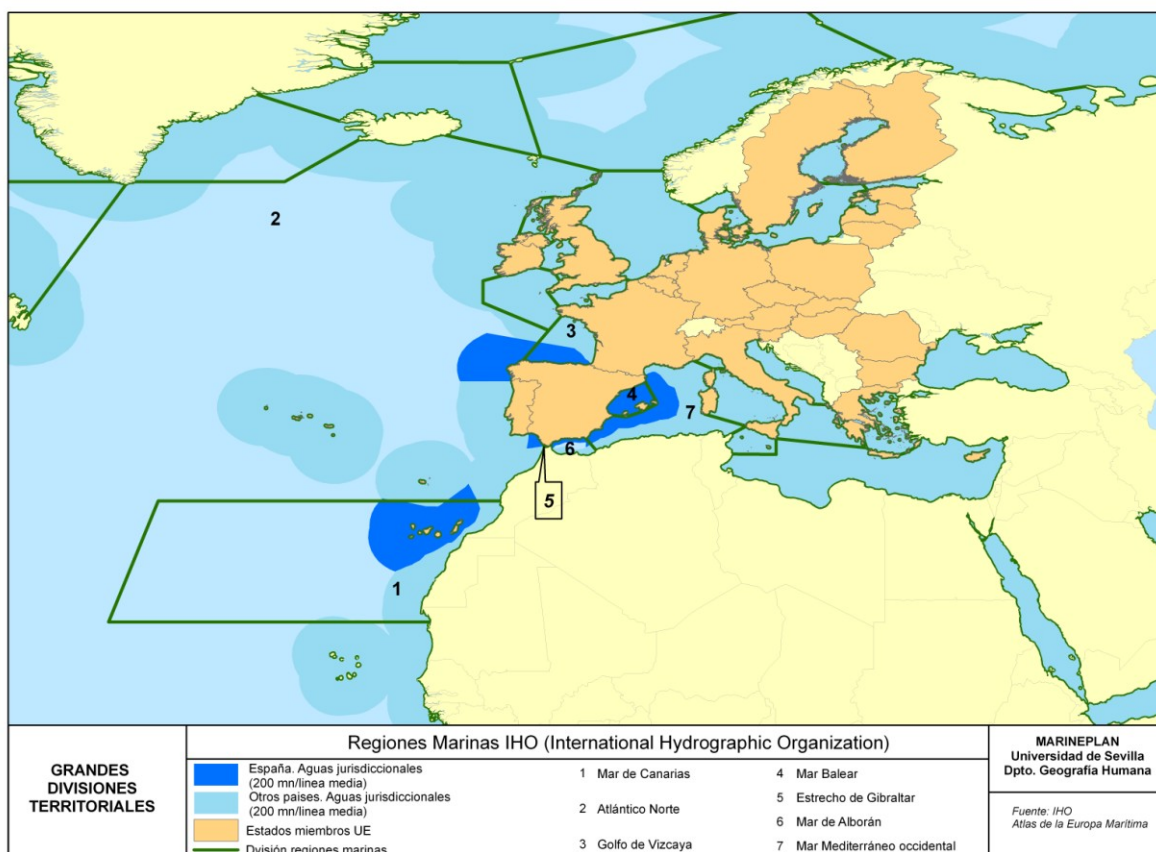 2
3
4
7
6
5
1
GRANDES
DIVISIONES
TERRITORIALES
Regiones Marinas IHO (International Hydrographic Organization)
España. Aguas jurisdiccionales
(200 mn/linea media)
Otros paises. Aguas jurisdiccionales
(200 mn/linea media)
Estados miembros UE
División regiones marinas
1 Mar de Canarias
2 Atlántico Norte
3 Golfo de Vizcaya
4 Mar Balear
5 Estrecho de Gibraltar
6 Mar de Alborán
7 Mar Mediterráneo occidental
MARINEPLAN
Universidad de Sevilla
Dpto. Geografía Humana
Fuente: IHO
Atlas de la Europa Marítima